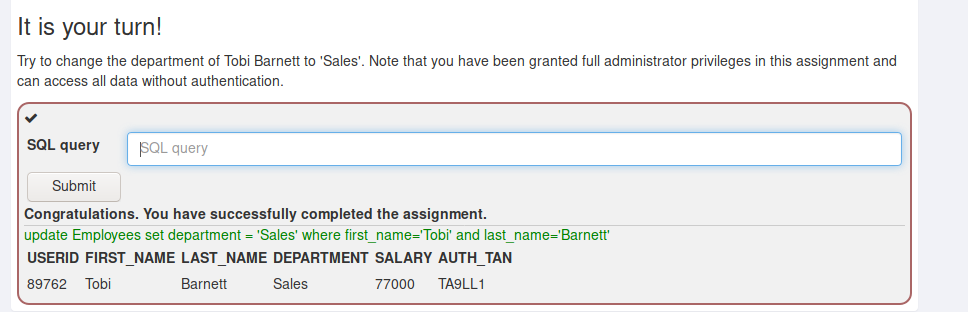 It is your turn!
Try to change the department of Tobi Barnett to 'Sales'. Note that you have been granted full administrator privileges in this assignment and
can access all data without authentication.
✔
SQL query SQL query
Submit
Congratulations. You have successfully completed the assignment.
update Employees set department = 'Sales' where first_name='Tobi' and last_name='Barnett'
USERID FIRST_NAME LAST_NAME DEPARTMENT SALARY AUTH_TAN
89762 Tobi Barnett Sales 77000 TA9LL1